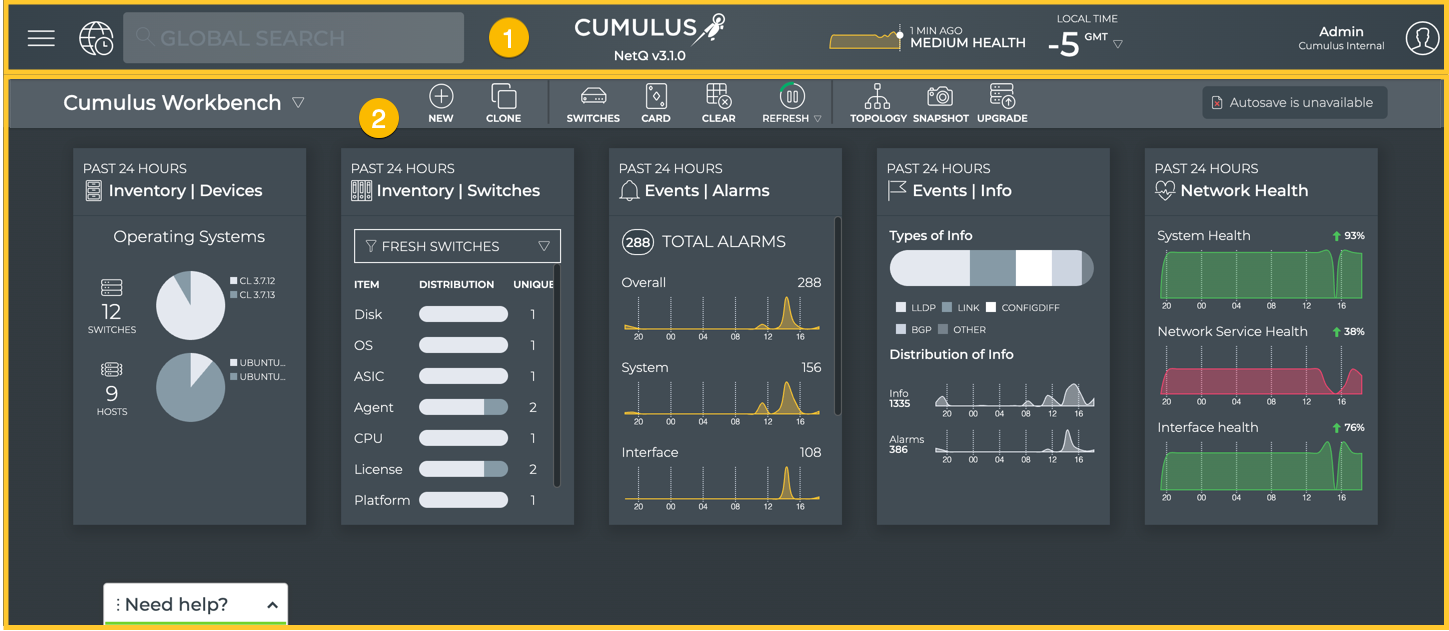 GLOBAL SEARCH
1
CUMULUS
NetQ v3.1.0
1 MIN AGO
MEDIUM HEALTH
LOCAL TIME
-5 GMT
Admin
Cumulus Internal
Cumulus Workbench
2
NEW
CLONE
SWITCHES
CARD
CLEAR
REFRESH
TOPOLOGY
SNAPSHOT
UPGRADE
Autosave is unavailable
PAST 24 HOURS
Inventory | Devices
Operating Systems
12
SWITCHES
CL 3.7.12
CL 3.7.13
9
HOSTS
UBUNTU...
UBUNTU...
PAST 24 HOURS
Inventory | Switches
FRESH SWITCHES
ITEM DISTRIBUTION UNIQUE
Disk 1
OS 1
ASIC 1
Agent 2
CPU 1
License 2
Platform 1
PAST 24 HOURS
Events | Alarms
288 TOTAL ALARMS
Overall 288
20 00 04 08 12 16
System 156
20 00 04 08 12 16
Interface 108
20 00 04 08 12 16
PAST 24 HOURS
Events | Info
Types of Info
LLDP LINK CONFIGDIFF
BGP OTHER
Distribution of Info
Info
1335
20 00 04 08 12 16
Alarms
386
20 00 04 08 12 16
PAST 24 HOURS
Network Health
System Health 93%
20 00 04 08 12 16
Network Service Health 38%
20 00 04 08 12 16
Interface health 76%
20 00 04 08 12 16
Need help?